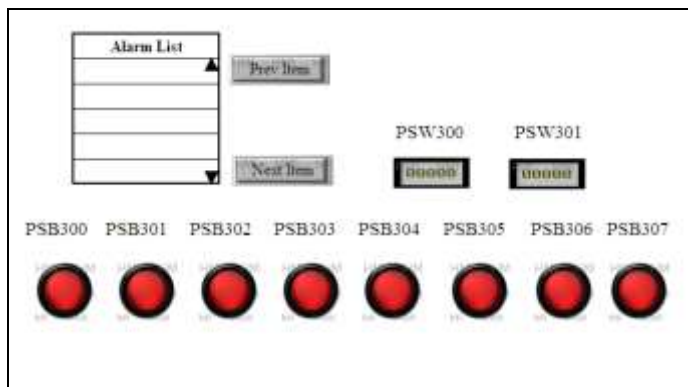 Alarm List
Prev Item
Next Item
PSW300 PSW301
00000 00000
PSB300 PSB301 PSB302 PSB303 PSB304 PSB305 PSB306 PSB307